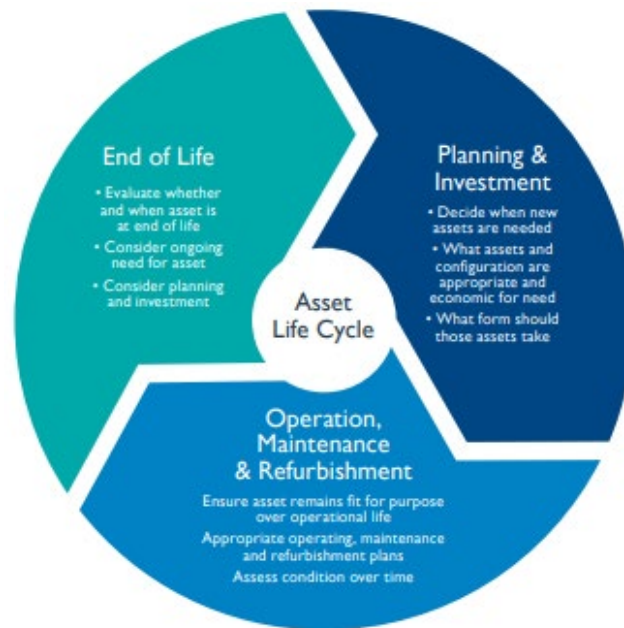 End of Life
• Evaluate whether
and when asset is
at end of life
• Consider ongoing
need for asset
• Consider planning
and investment
Planning &
Investment
• Decide when new
assets are needed
• What assets and
configuration are
appropriate and
economic for need
• What form should
those assets take
Asset
Life Cycle
Operation,
Maintenance
& Refurbishment
Ensure asset remains fit for purpose
over operational life
Appropriate operating, maintenance
and refurbishment plans
Assess condition over time